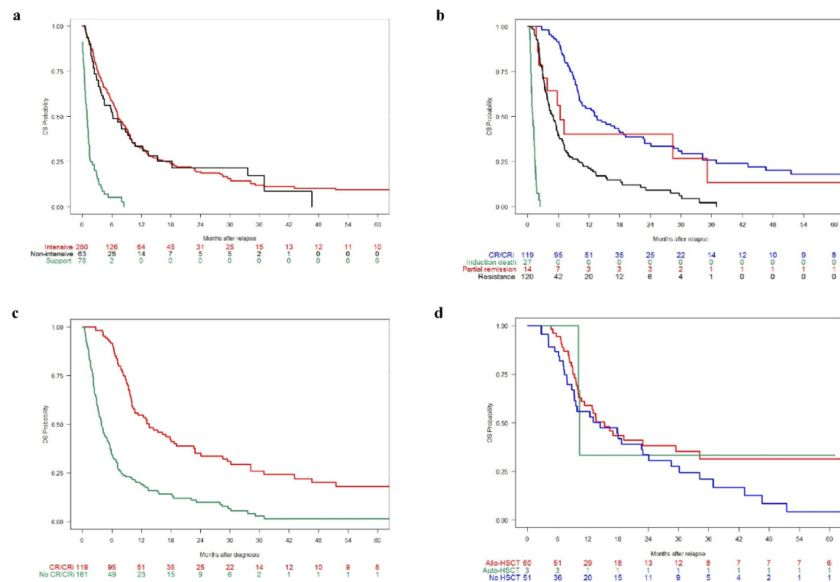 a
1.00
0.75
0.50
0.25
0.00
OS Probability
0 6 12 18 24 30 36 42 48 54 60
Months after relapse
Intensive 260 126 64 45 31 25 15 13 12 11 10
Non-intensive 63 28 14 7 5 5 2 1 0 0 0
Support 78 2 0 0 0 0 0 0 0 0 0
b
1.00
0.75
0.50
0.25
0.00
OS Probability
0 6 12 18 24 30 36 42 48 54 60
Months after relapse
CR/CRi 119 95 51 35 25 22 14 12 10 9 8
Induction death 27 0 0 0 0 0 0 0 0 0 0
Partial remission 14 7 3 3 3 2 1 1 1 1 1
Resistance 120 42 20 12 6 4 1 0 0 0 0
c
1.00
0.75
0.50
0.25
0.00
OS Probability
0 6 12 18 24 30 36 42 48 54 60
Months after diagnosis
CR/CRi 119 95 51 35 25 22 14 12 10 9 8
No CR/CRi 161 49 23 15 9 6 2 1 1 1 1
d
1.00
0.75
0.50
0.25
0.00
OS Probability
0 6 12 18 24 30 36 42 48 54 60
Months after relapse
Allo-HSCT 60 51 29 18 13 12 8 7 7 7 6
Auto-HSCT 3 3 1 1 1 1 1 1 1 1 1
No HSCT 51 36 20 15 11 9 5 4 2 1 1